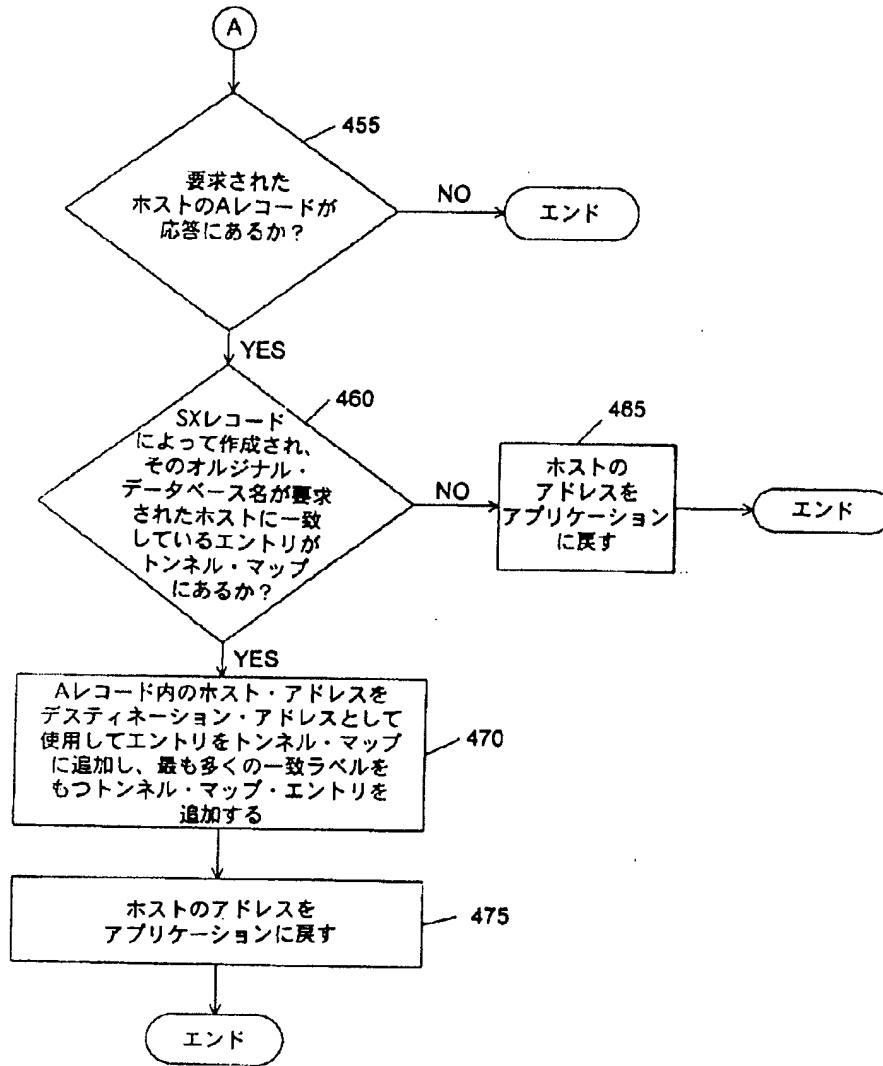 A
455
要求された
ホストのAレコードが
応答にあるか？
NO
エンド
YES
460
SXレコード
によって作成され、
そのオルジナル・
データベース名が要求
されたホストに一致
しているエントリが
トンネル・マップ
にあるか？
NO
465
ホストの
アドレスを
アプリケーション
に戻す
エンド
YES
Aレコード内のホスト・アドレスを
デスティネーション・アドレスとして
使用してエントリをトンネル・マップ
に追加し、最も多くの一致ラベルを
もつトンネル・マップ・エントリを
追加する
470
ホストのアドレスを
アプリケーションに戻す
475
エンド